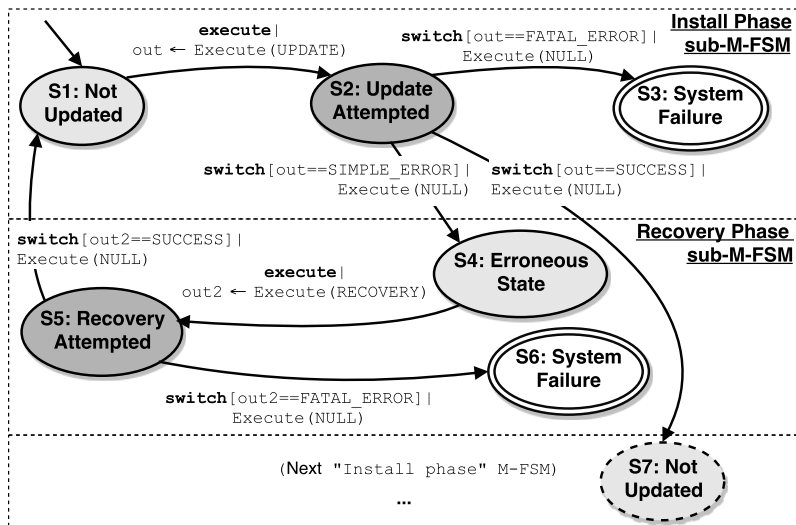 Install Phase
sub-M-FSM
execute|
out ← Execute(UPDATE)
switch[out==FATAL_ERROR]|
Execute(NULL)
S1: Not
Updated
S2: Update
Attempted
S3: System
Failure
switch[out==SIMPLE_ERROR]|
Execute(NULL)
switch[out==SUCCESS]|
Execute(NULL)
Recovery Phase
sub-M-FSM
switch[out2==SUCCESS]|
Execute(NULL)
execute|
out2 ← Execute(RECOVERY)
S4: Erroneous
State
S5: Recovery
Attempted
S6: System
Failure
switch[out2==FATAL_ERROR]|
Execute(NULL)
(Next "Install phase" M-FSM)
...
S7: Not
Updated